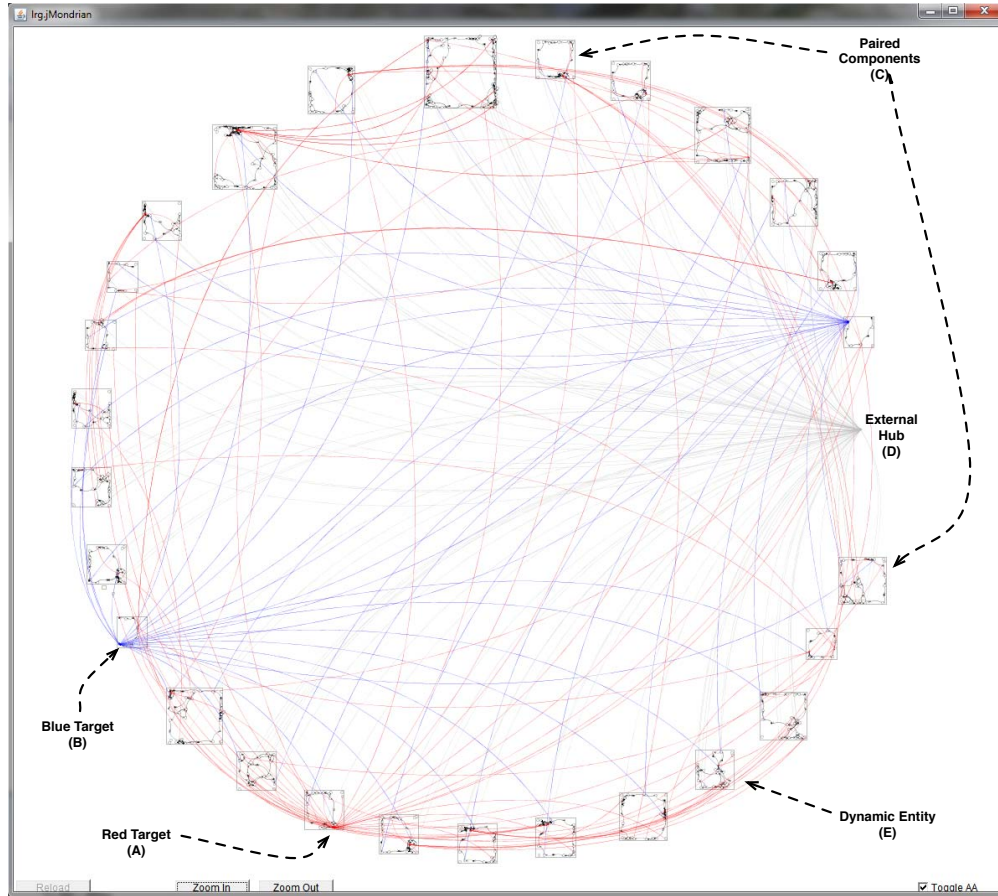 lrg.jMondrian
Paired
Components
(C)
External
Hub
(D)
Blue Target
(B)
Red Target
(A)
Dynamic Entity
(E)
Reload
Zoom In
Zoom Out
Toggle AA